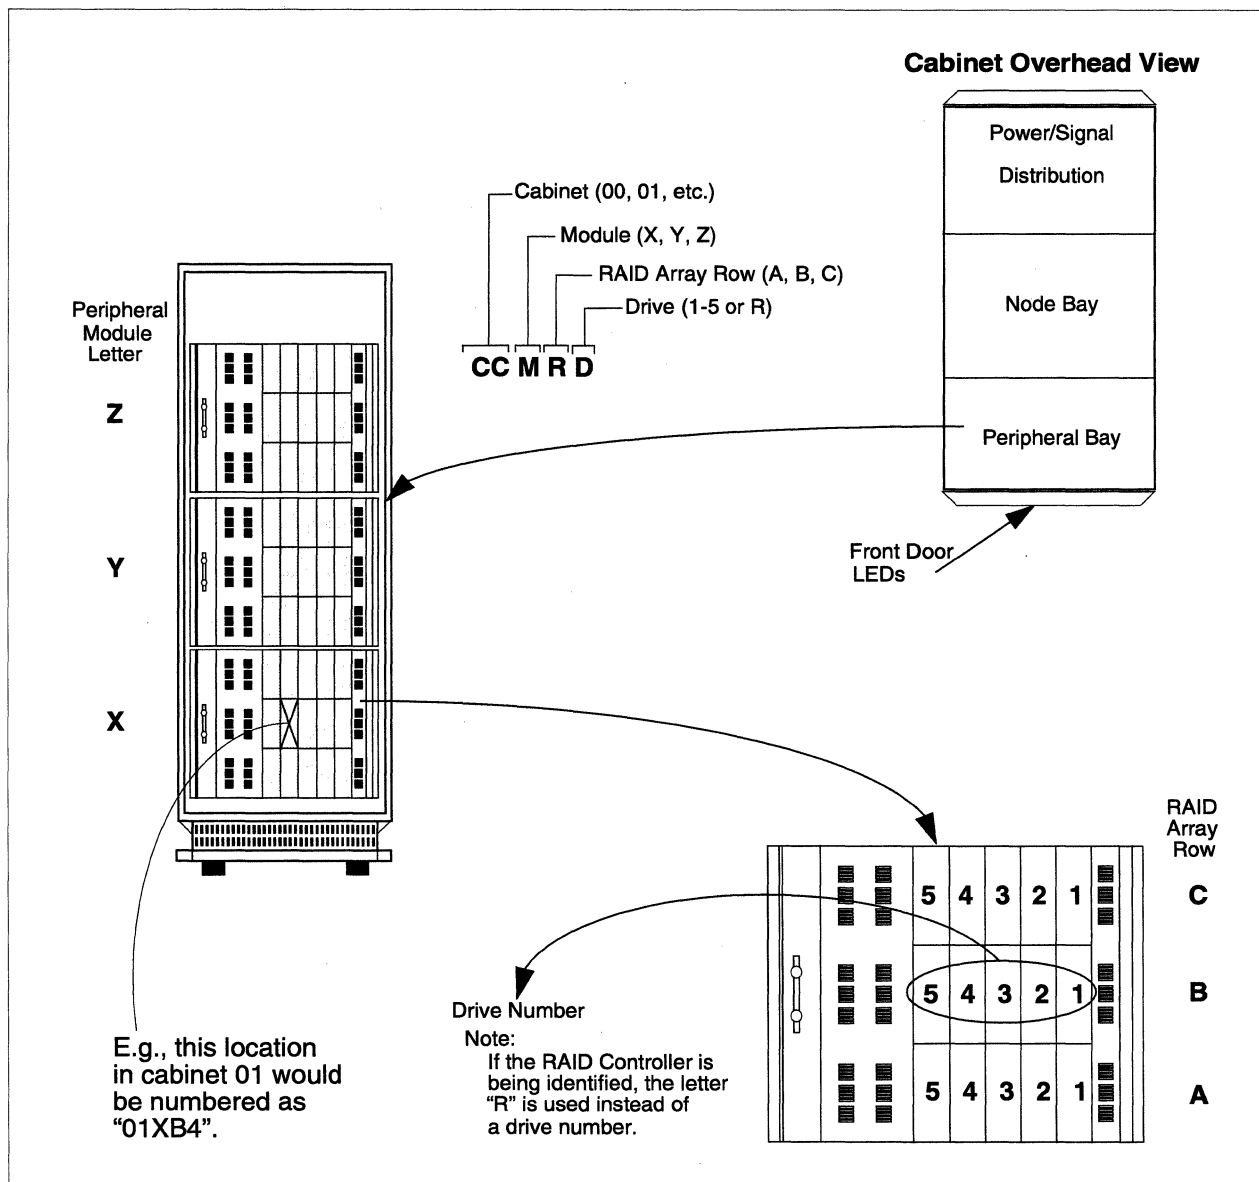 Cabinet Overhead View
Power/Signal
Distribution
Node Bay
Peripheral Bay
Front Door
LEDs
Cabinet (00, 01, etc.)
Module (X, Y, Z)
RAID Array Row (A, B, C)
Drive (1-5 or R)
CC M R D
Peripheral
Module
Letter
Z
Y
X
E.g., this location
in cabinet 01 would
be numbered as
“01XB4”.
RAID
Array
Row
5 4 3 2 1 C
5 4 3 2 1 B
5 4 3 2 1 A
Drive Number
Note:
If the RAID Controller is
being identified, the letter
“R” is used instead of
a drive number.